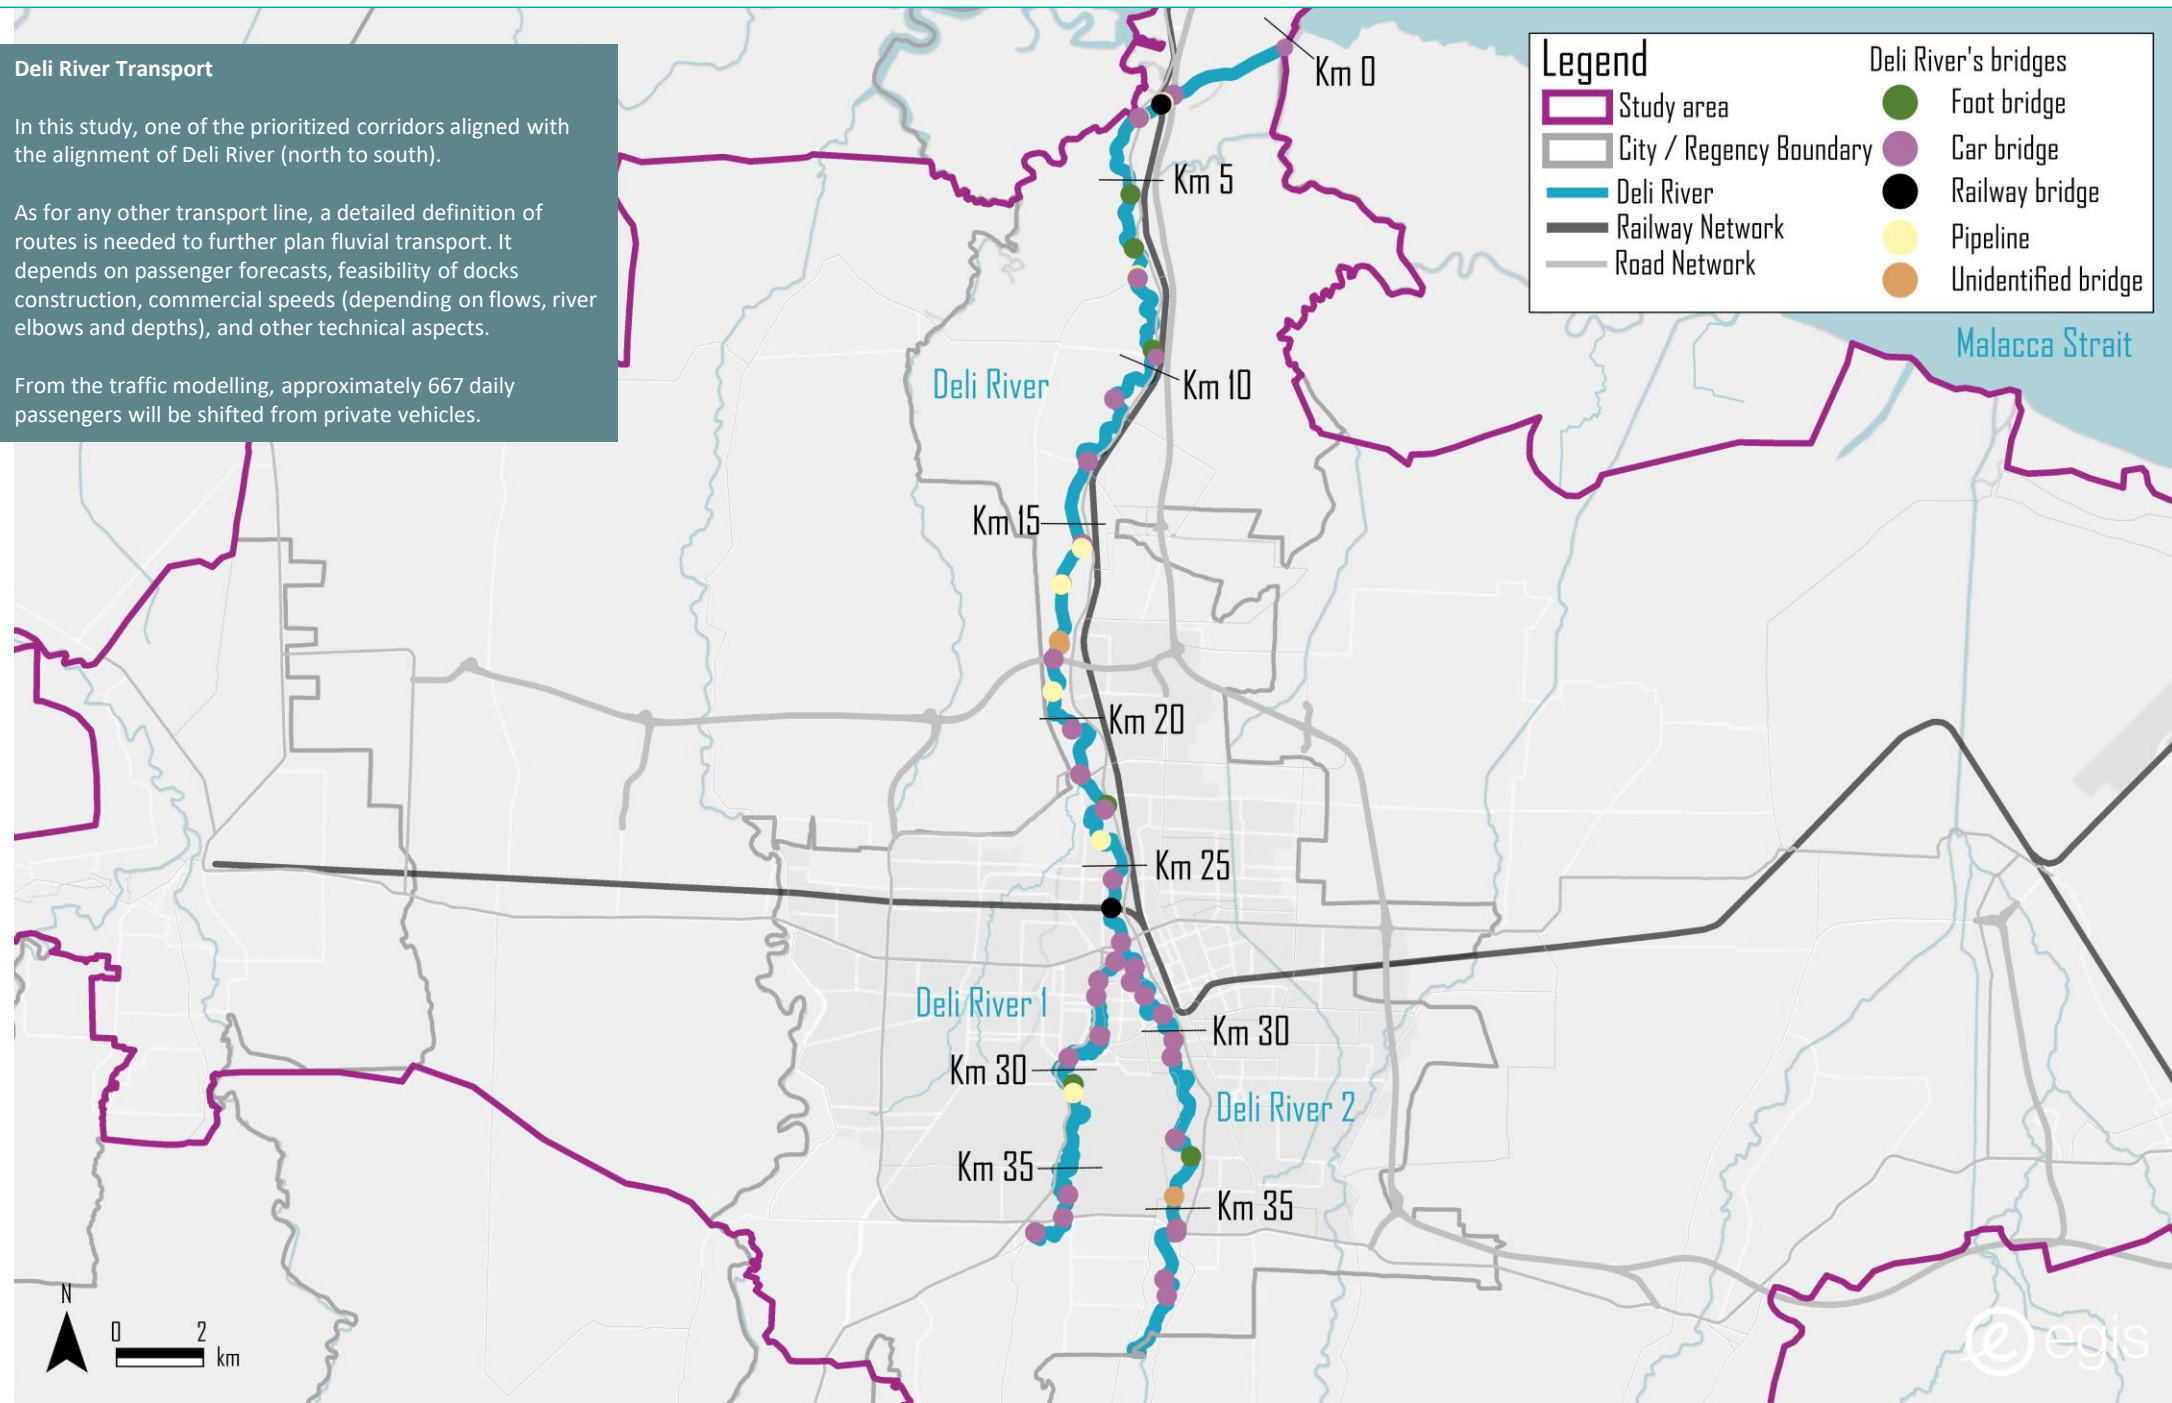 Deli River Transport
In this study, one of the prioritized corridors aligned with
the alignment of Deli River (north to south).
As for any other transport line, a detailed definition of
routes is needed to further plan fluvial transport. It
depends on passenger forecasts, feasibility of docks
construction, commercial speeds (depending on flows, river
elbows and depths), and other technical aspects.
From the traffic modelling, approximately 667 daily
passengers will be shifted from private vehicles.
Legend
Study area
City / Regency Boundary
Deli River
Railway Network
Road Network
Deli River's bridges
Foot bridge
Car bridge
Railway bridge
Pipeline
Unidentified bridge
Malacca Strait
Km 0
Km 5
Deli River
Km 10
Km 15
Km 20
Km 25
Deli River 1
Km 30
Km 30
Deli River 2
Km 35
Km 35
N
0 2
km
egis